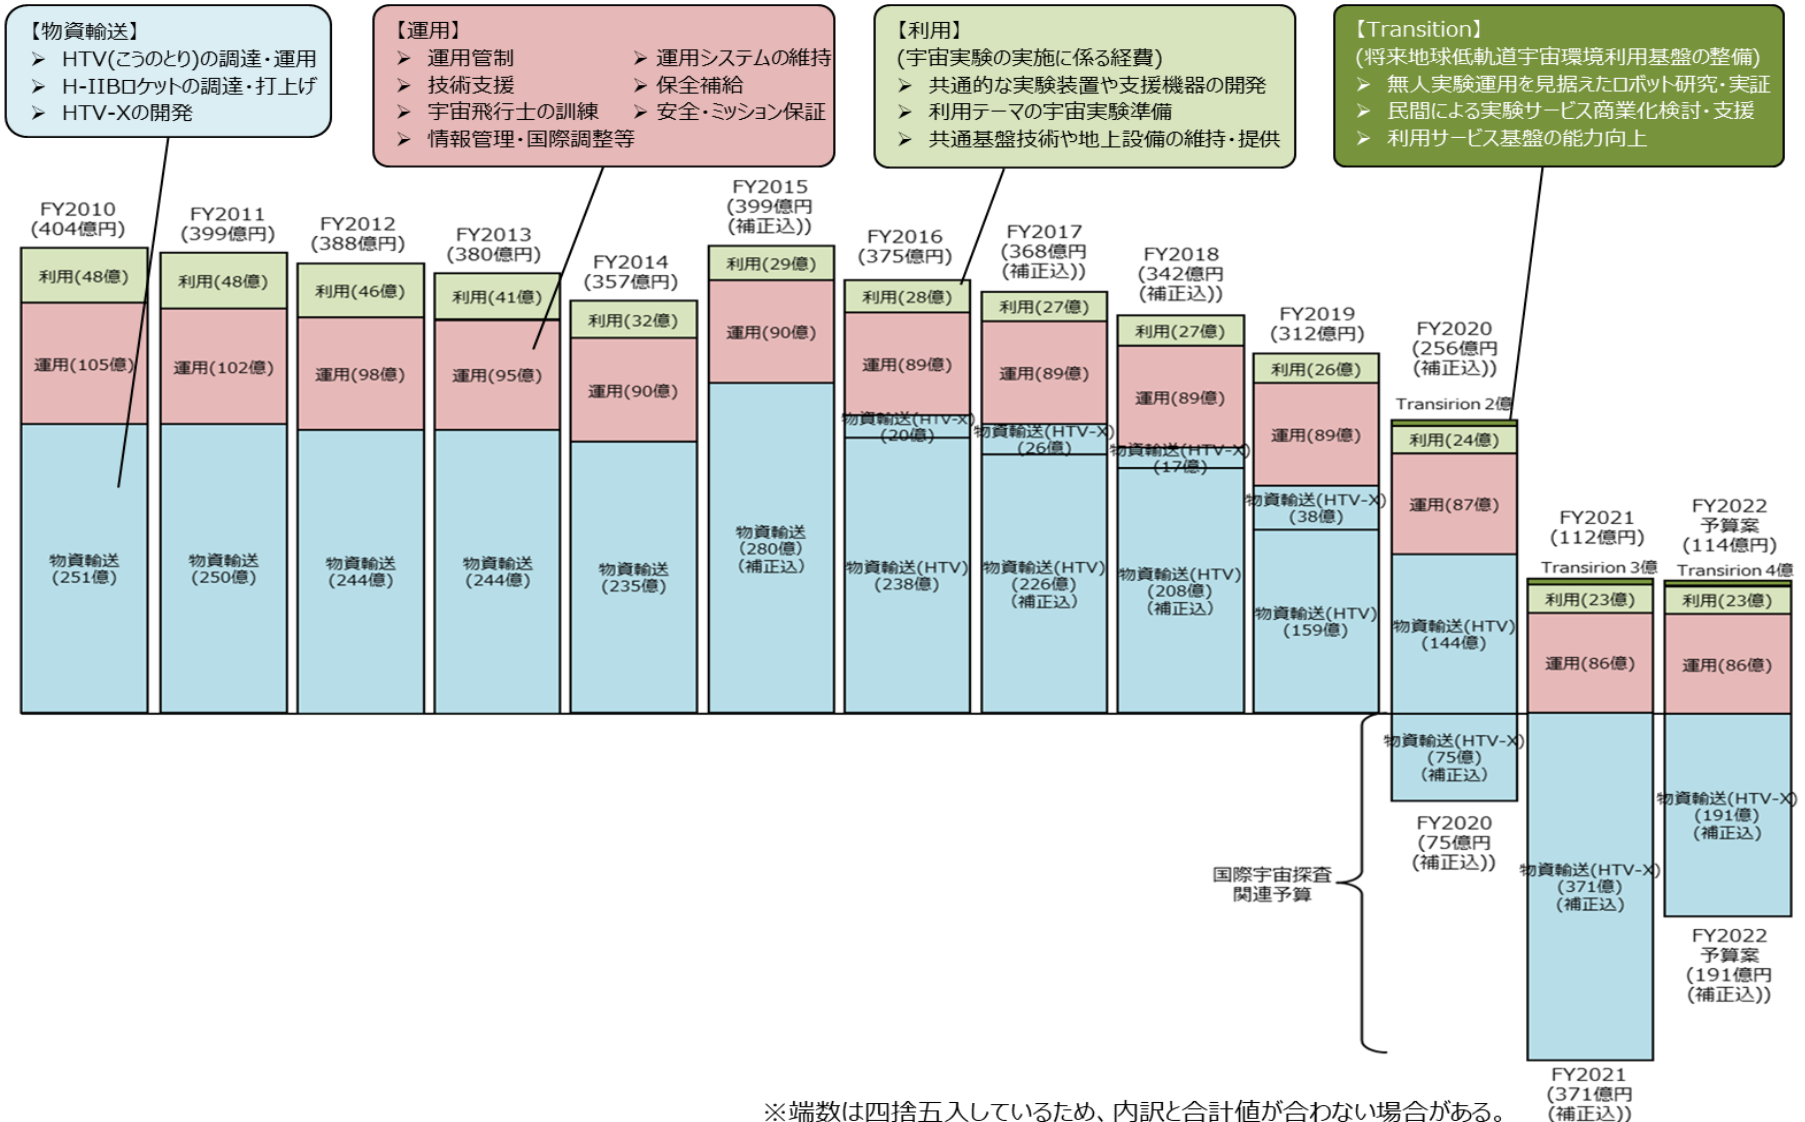 【物資輸送】
➢ HTV(こうのとり)の調達・運用
➢ H-IIBロケットの調達・打上げ
➢ HTV-Xの開発
【運用】
➢ 運用管制
➢ 技術支援
➢ 宇宙飛行士の訓練
➢ 情報管理・国際調整等
➢ 運用システムの維持
➢ 保全補給
➢ 安全・ミッション保証
【利用】
(宇宙実験の実施に係る経費)
➢ 共通的な実験装置や支援機器の開発
➢ 利用テーマの宇宙実験準備
➢ 共通基盤技術や地上設備の維持・提供
【Transition】
(将来地球低軌道宇宙環境利用基盤の整備)
➢ 無人実験運用を見据えたロボット研究・実証
➢ 民間による実験サービス商業化検討・支援
➢ 利用サービス基盤の能力向上
FY2010
(404億円)
利用(48億)
運用(105億)
物資輸送
(251億)
FY2011
(399億円)
利用(48億)
運用(102億)
物資輸送
(250億)
FY2012
(388億円)
利用(46億)
運用(98億)
物資輸送
(244億)
FY2013
(380億円)
利用(41億)
運用(95億)
物資輸送
(244億)
FY2014
(357億円)
利用(32億)
運用(90億)
物資輸送
(235億)
FY2015
(399億円
(補正込))
利用(29億)
運用(90億)
物資輸送
(280億)
(補正込)
FY2016
(375億円)
利用(28億)
運用(89億)
物資輸送(HTV-X)
(20億)
物資輸送(HTV)
(238億)
FY2017
(368億円
(補正込))
利用(27億)
運用(89億)
物資輸送(HTV-X)
(26億)
物資輸送(HTV)
(226億)
(補正込)
FY2018
(342億円
(補正込))
利用(27億)
運用(89億)
物資輸送(HTV-X)
(17億)
物資輸送(HTV)
(208億)
(補正込)
FY2019
(312億円)
利用(26億)
運用(89億)
物資輸送(HTV-X)
(38億)
物資輸送(HTV)
(159億)
FY2020
(256億円
(補正込))
Transirion 2億
利用(24億)
運用(87億)
物資輸送(HTV)
(144億)
物資輸送(HTV-X)
(75億)
(補正込)
FY2020
(75億円
(補正込))
FY2021
(112億円)
Transirion 3億
利用(23億)
運用(86億)
物資輸送(HTV-X)
(371億)
(補正込)
FY2021
(371億円
(補正込))
FY2022
予算案
(114億円)
Transirion 4億
利用(23億)
運用(86億)
物資輸送(HTV-X)
(191億)
(補正込)
FY2022
予算案
(191億円
(補正込))
国際宇宙探査
関連予算
※端数は四捨五入しているため、内訳と合計値が合わない場合がある。